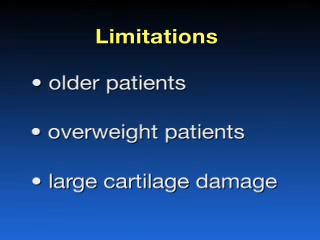 Limitations
• older patients
• overweight patients
• large cartilage damage